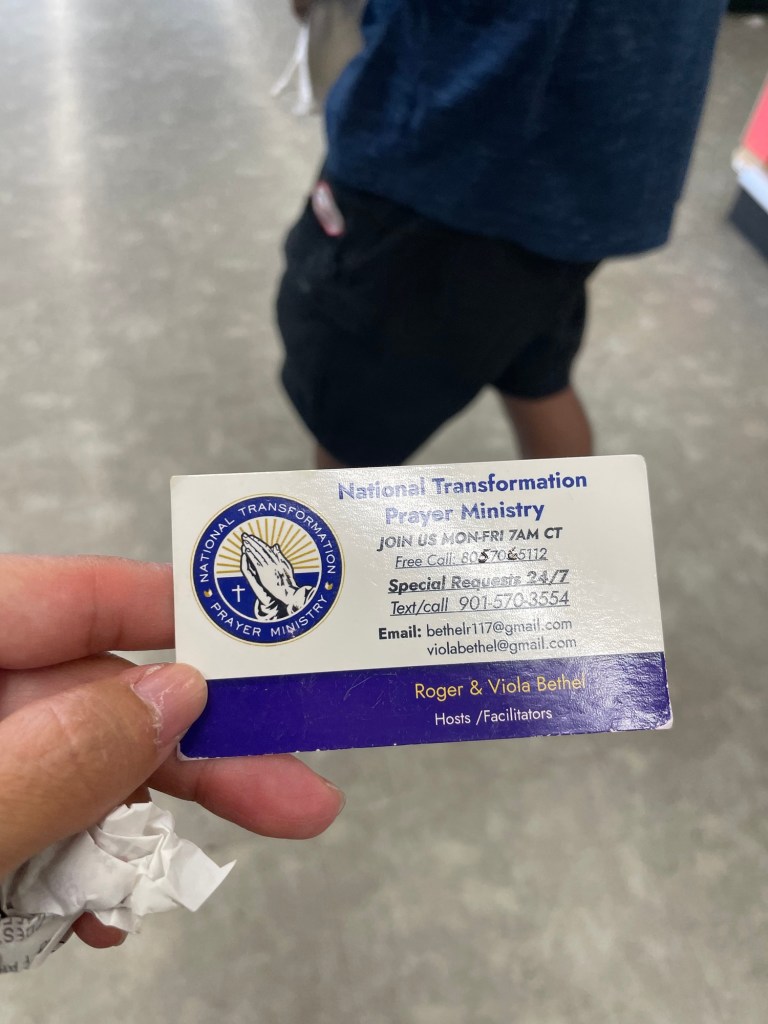 National Transformation
Prayer Ministry
JOIN US MON-FRI 7AM CT
Free Call: 8057065112
Special Requests 24/7
Text/call 901-570-3554
Email: bethelr117@gmail.com
violabethel@gmail.com
Roger & Viola Bethel
Hosts /Facilitators
NATIONAL TRANSFORMATION
PRAYER MINISTRY